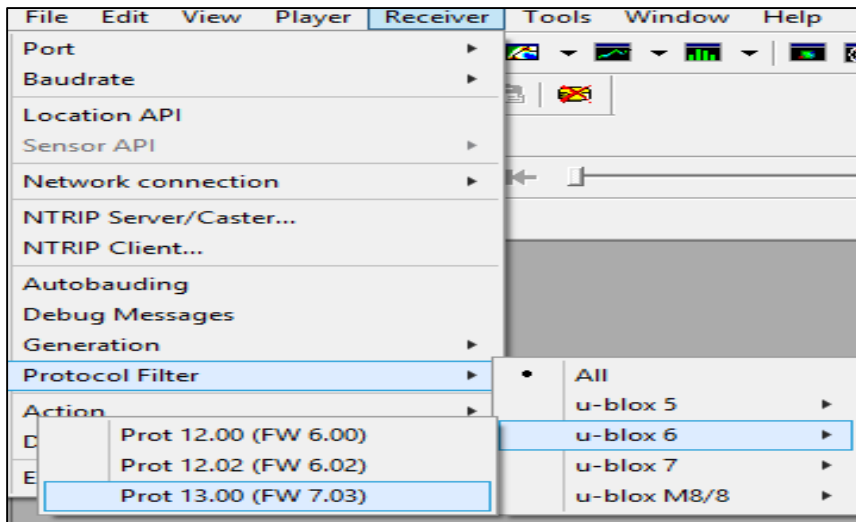 File Edit View Player Receiver Tools Window Help
Port
Baudrate
Location API
Sensor API
Network connection
NTRIP Server/Caster...
NTRIP Client...
Autobauding
Debug Messages
Generation
Protocol Filter
All
u-blox 5
u-blox 6
u-blox 7
u-blox M8/8
Action
Prot 12.00 (FW 6.00)
Prot 12.02 (FW 6.02)
Prot 13.00 (FW 7.03)